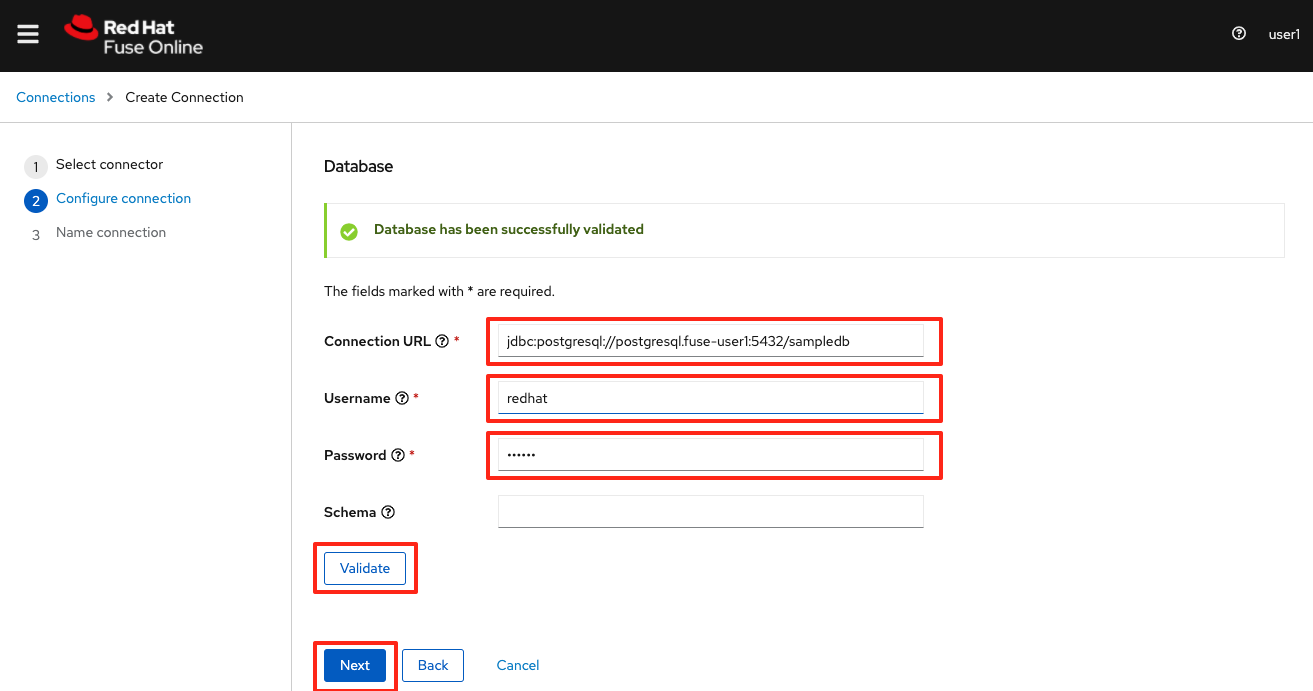 Red Hat
Fuse Online
user1
Connections > Create Connection
1 Select connector
2 Configure connection
3 Name connection
Database
Database has been successfully validated
The fields marked with * are required.
Connection URL ? * jdbc:postgresql://postgresql.fuse-user1:5432/sampledb
Username ? * redhat
Password ? * ••••••
Schema ?
Validate
Next Back Cancel